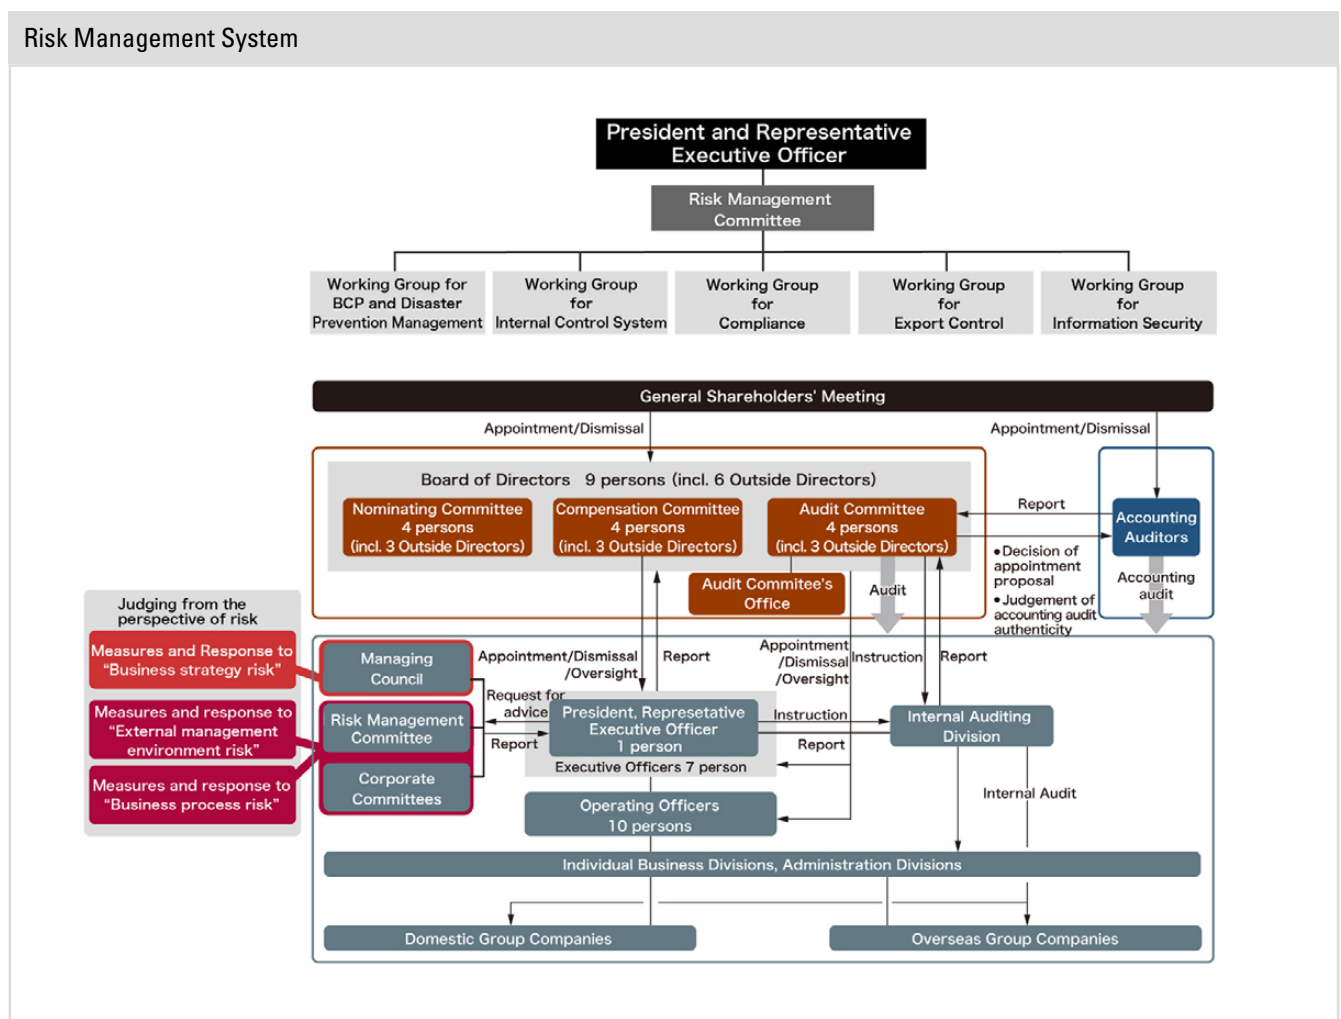 Risk Management System
President and Representative
Executive Officer
Risk Management
Committee
Working Group for
BCP and Disaster
Prevention Management
Working Group
for
Internal Control System
Working Group
for
Compliance
Working Group
for
Export Control
Working Group
for
Information Security
General Shareholders' Meeting
Appointment/Dismissal
Appointment/Dismissal
Board of Directors 9 persons (incl. 6 Outside Directors)
Nominating Committee
4 persons
(incl. 3 Outside Directors)
Compensation Committee
4 persons
(incl. 3 Outside Directors)
Audit Committee
4 persons
(incl. 3 Outside Directors)
Report
Accounting
Auditors
•Decision of
appointment
proposal
•Judgement of
accounting audit
authenticity
Audit Commitee's
Office
Audit
Accounting
audit
Judging from the
perspective of risk
Measures and Response to
“Business strategy risk”
Measures and response to
“External management
environment risk”
Measures and response to
“Business process risk”
Managing
Council
Risk Management
Committee
Corporate
Committees
Appointment/Dismissal
/Oversight
Report
Appointment
/Dismissal
/Oversight
Instruction
Report
Request for
advice
Report
President, Represetative
Executive Officer
1 person
Executive Officers 7 person
Instruction
Report
Internal Auditing
Division
Operating Officers
10 persons
Internal Audit
Individual Business Divisions, Administration Divisions
Domestic Group Companies
Overseas Group Companies